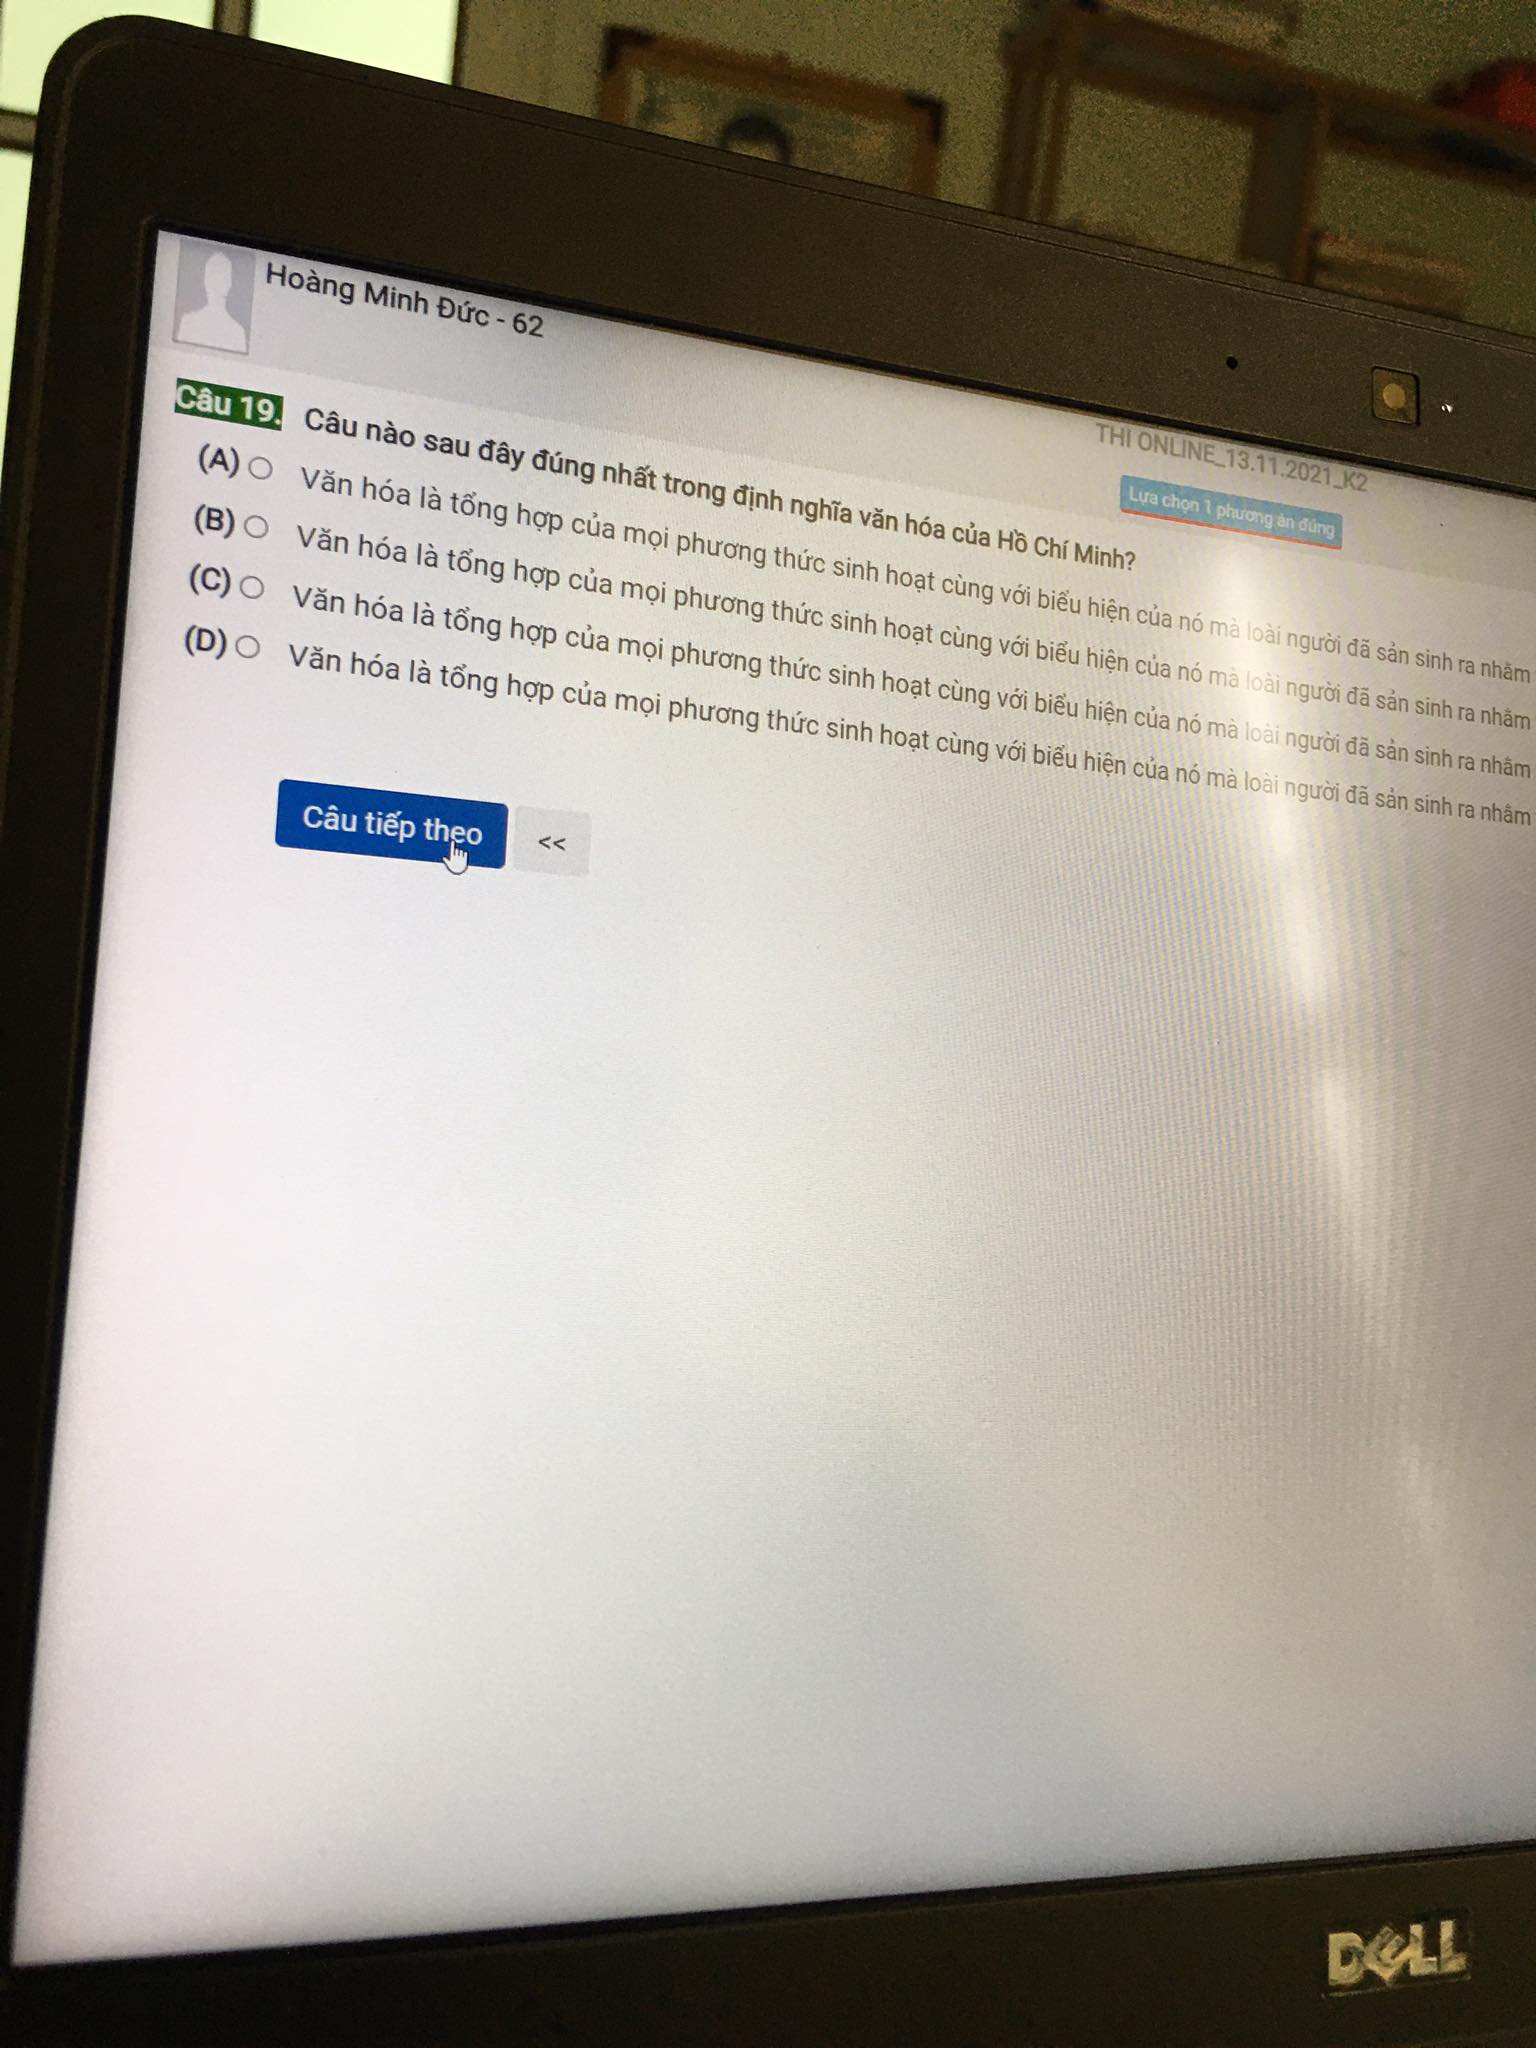 Hoàng Minh Đức - 62
THI ONLINE_13.11.2021_K2
Lựa chọn 1 phương án đúng
Câu 19. Câu nào sau đây đúng nhất trong định nghĩa văn hóa của Hồ Chí Minh?
(A) Văn hóa là tổng hợp của mọi phương thức sinh hoạt cùng với biểu hiện của nó mà loài người đã sản sinh ra nhằm
(B) Văn hóa là tổng hợp của mọi phương thức sinh hoạt cùng với biểu hiện của nó mà loài người đã sản sinh ra nhằm
(C) Văn hóa là tổng hợp của mọi phương thức sinh hoạt cùng với biểu hiện của nó mà loài người đã sản sinh ra nhằm
(D) Văn hóa là tổng hợp của mọi phương thức sinh hoạt cùng với biểu hiện của nó mà loài người đã sản sinh ra nhằm
Câu tiếp theo <<
DELL